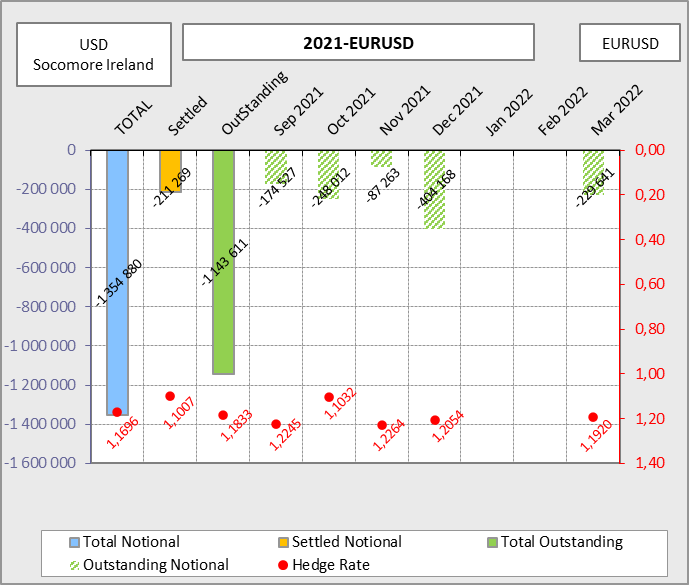 USD
Socomore Ireland
2021-EURUSD
EURUSD
TOTAL
Settled
OutStanding
Sep 2021
Oct 2021
Nov 2021
Dec 2021
Jan 2022
Feb 2022
Mar 2022
0
-200 000
-400 000
-600 000
-800 000
-1 000 000
-1 200 000
-1 400 000
-1 600 000
0,00
0,20
0,40
0,60
0,80
1,00
1,20
1,40
-1 354 880
-211 269
-1 143 611
-174 527
-248 012
-87 263
-404 168
-229 641
1,1696
1,1007
1,1833
1,2245
1,1032
1,2264
1,2054
1,1920
Total Notional
Settled Notional
Total Outstanding
Outstanding Notional
Hedge Rate